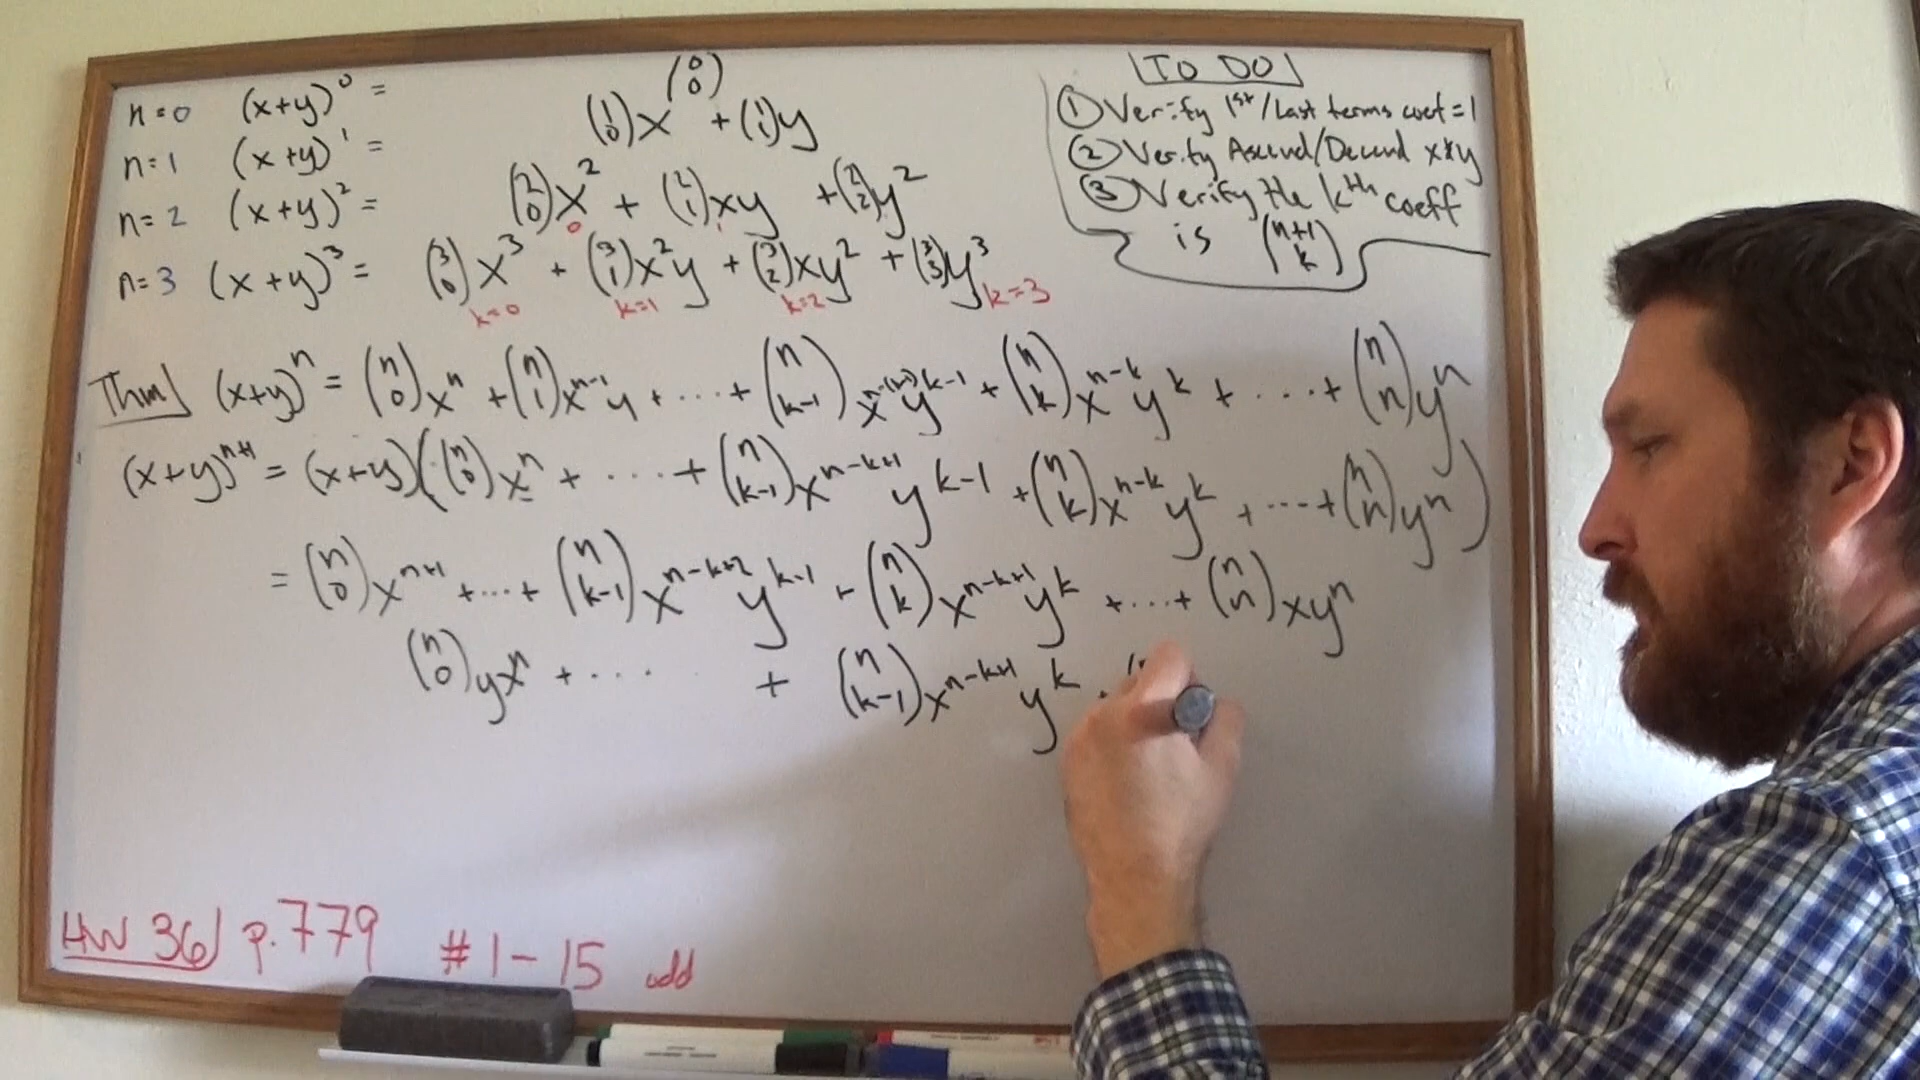 n=0 (x+y)^0 = (0 0)
n=1 (x+y)^1 = (1 0)x + (1 1)y
n=2 (x+y)^2 = (2 0)x^2 + (2 1)xy + (2 2)y^2
0 1
n=3 (x+y)^3 = (3 0)x^3 + (3 1)x^2y + (3 2)xy^2 + (3 3)y^3
k=0 k=1 k=2 k=3
TO DO
① Verify 1st/Last terms coef = 1
② Verify Ascend/Decend x & y
③ Verify the kth coeff
is (n+1 k)
Thm (x+y)^n = (n 0)x^n + (n 1)x^{n-1}y + ... + (n k-1)x^{n-(k-1)}y^{k-1} + (n k)x^{n-k}y^k + ... + (n n)y^n
(x+y)^{n+1} = (x+y)((n 0)x^n + ... + (n k-1)x^{n-k+1}y^{k-1} + (n k)x^{n-k}y^k + ... + (n n)y^n)
= (n 0)x^{n+1} + ... + (n k-1)x^{n-k+2}y^{k-1} + (n k)x^{n-k+1}y^k + ... + (n n)xy^n
(n 0)yx^n + ... + (n k-1)x^{n-k+1}y^k
HW 36 p.779 #1-15 odd